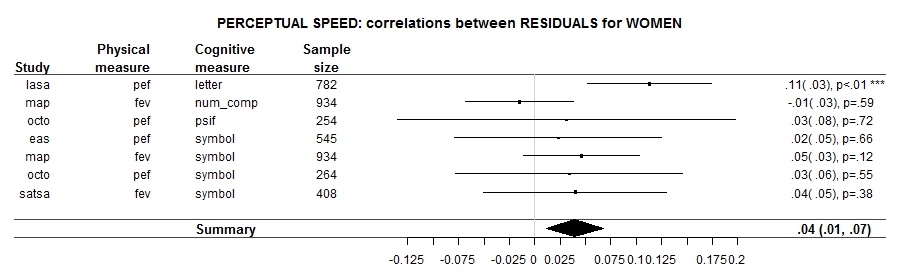 PERCEPTUAL SPEED: correlations between RESIDUALS for WOMEN
Physical Cognitive Sample
Study measure measure size
lasa pef letter 782 .11( .03), p<.01 ***
map fev num_comp 934 -.01( .03), p=.59
octo pef psif 254 .03( .08), p=.72
eas pef symbol 545 .02( .05), p=.66
map fev symbol 934 .05( .03), p=.12
octo pef symbol 264 .03( .06), p=.55
satsa fev symbol 408 .04( .05), p=.38
Summary .04 (.01, .07)
-0.125 -0.075 -0.025 0 0.025 0.075 0.1 0.125 0.175 0.2